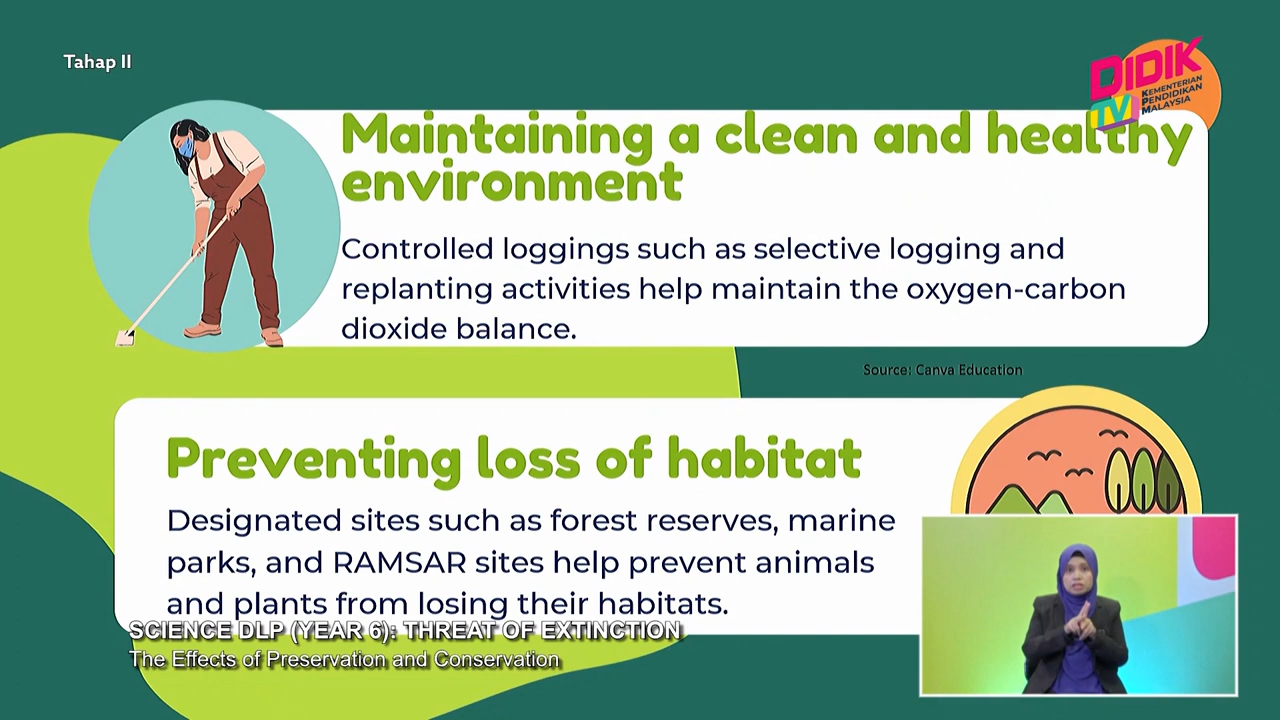 Tahap II
DIDIK
TV
KEMENTERIAN
PENDIDIKAN
MALAYSIA
Maintaining a clean and healthy
environment
Controlled loggings such as selective logging and
replanting activities help maintain the oxygen-carbon
dioxide balance.
Source: Canva Education
Preventing loss of habitat
Designated sites such as forest reserves, marine
parks, and RAMSAR sites help prevent animals
and plants from losing their habitats.
SCIENCE DLP (YEAR 6): THREAT OF EXTINCTION
The Effects of Preservation and Conservation